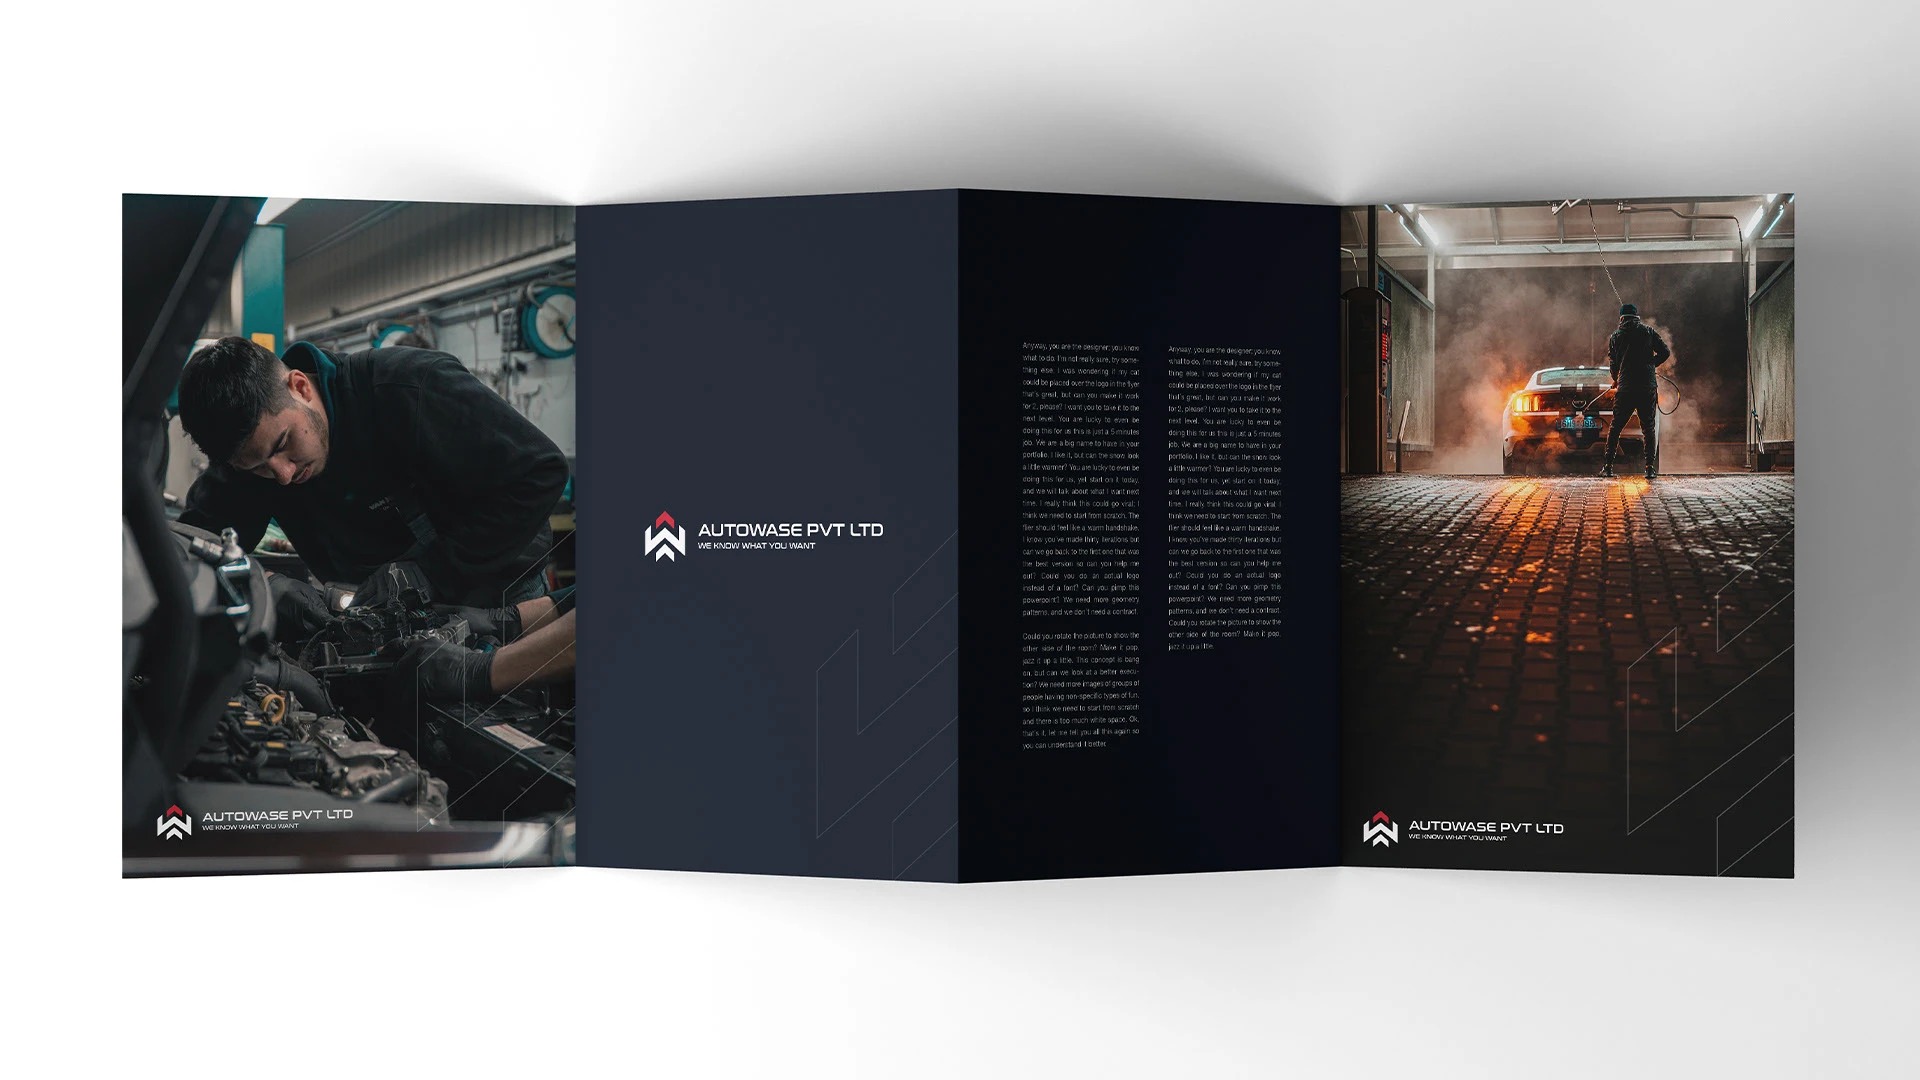 AUTOWASE PVT LTD
WE KNOW WHAT YOU WANT
AUTOWASE PVT LTD
WE KNOW WHAT YOU WANT
Anyway, you are the designer; you know
what to do. I'm not really sure, try some-
thing else. I was wondering if my cat
could be placed over the logo in the flyer
that's great, but can you make it work
for 2, please? I want you to take it to the
next level. You are lucky to even be
doing this for us this is just a 5 minutes
job. We are a big name to have in your
portfolio. I like it, but can the snow look
a little warmer? You are lucky to even be
doing this for us, yet start on it today,
and we will talk about what I want next
time. I really think this could go viral; I
think we need to start from scratch. The
flier should feel like a warm handshake.
I know you've made thirty iterations but
can we go back to the first one that was
the best version so can you help me
out? Could you do an actual logo
instead of a font? Can you pimp this
powerpoint? We need more geometry
patterns, and we don't need a contract.
Could you rotate the picture to show the
other side of the room? Make it pop,
jazz it up a little. This concept is bang
on, but can we look at a better execu-
tion? We need more images of groups of
people having non-specific types of fun,
so I think we need to start from scratch
and there is too much white space. Ok,
that's it, let me tell you all this again so
you can understand it better.
Anyway, you are the designer; you know
what to do. I'm not really sure, try some-
thing else. I was wondering if my cat
could be placed over the logo in the flyer
that's great, but can you make it work
for 2, please? I want you to take it to the
next level. You are lucky to even be
doing this for us this is just a 5 minutes
job. We are a big name to have in your
portfolio. I like it, but can the snow look
a little warmer? You are lucky to even be
doing this for us, yet start on it today,
and we will talk about what I want next
time. I really think this could go viral; I
think we need to start from scratch. The
flier should feel like a warm handshake.
I know you've made thirty iterations but
can we go back to the first one that was
the best version so can you help me
out? Could you do an actual logo
instead of a font? Can you pimp this
powerpoint? We need more geometry
patterns, and we don't need a contract.
Could you rotate the picture to show the
other side of the room? Make it pop,
jazz it up a little.
AUTOWASE PVT LTD
WE KNOW WHAT YOU WANT